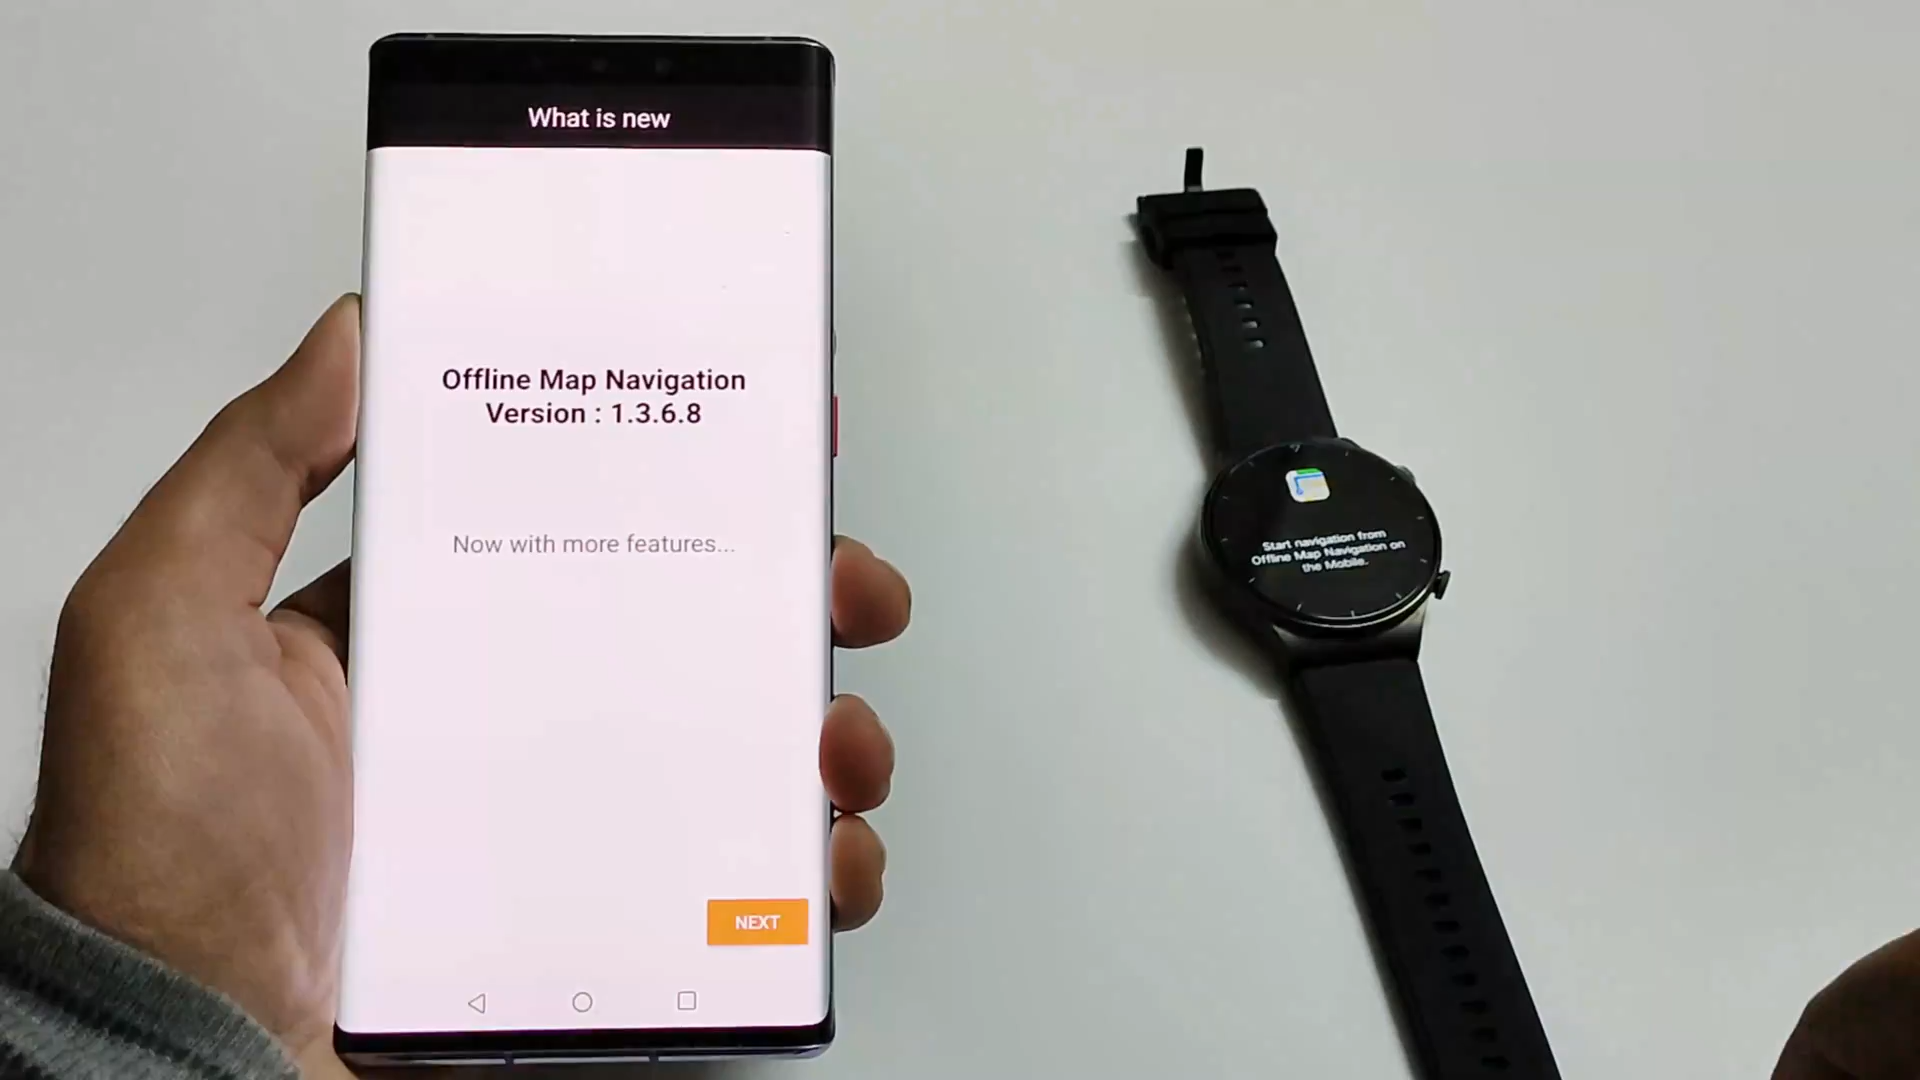 What is new
Offline Map Navigation
Version : 1.3.6.8
Now with more features...
NEXT
Start navigation from
Offline Map Navigation on
the Mobile.